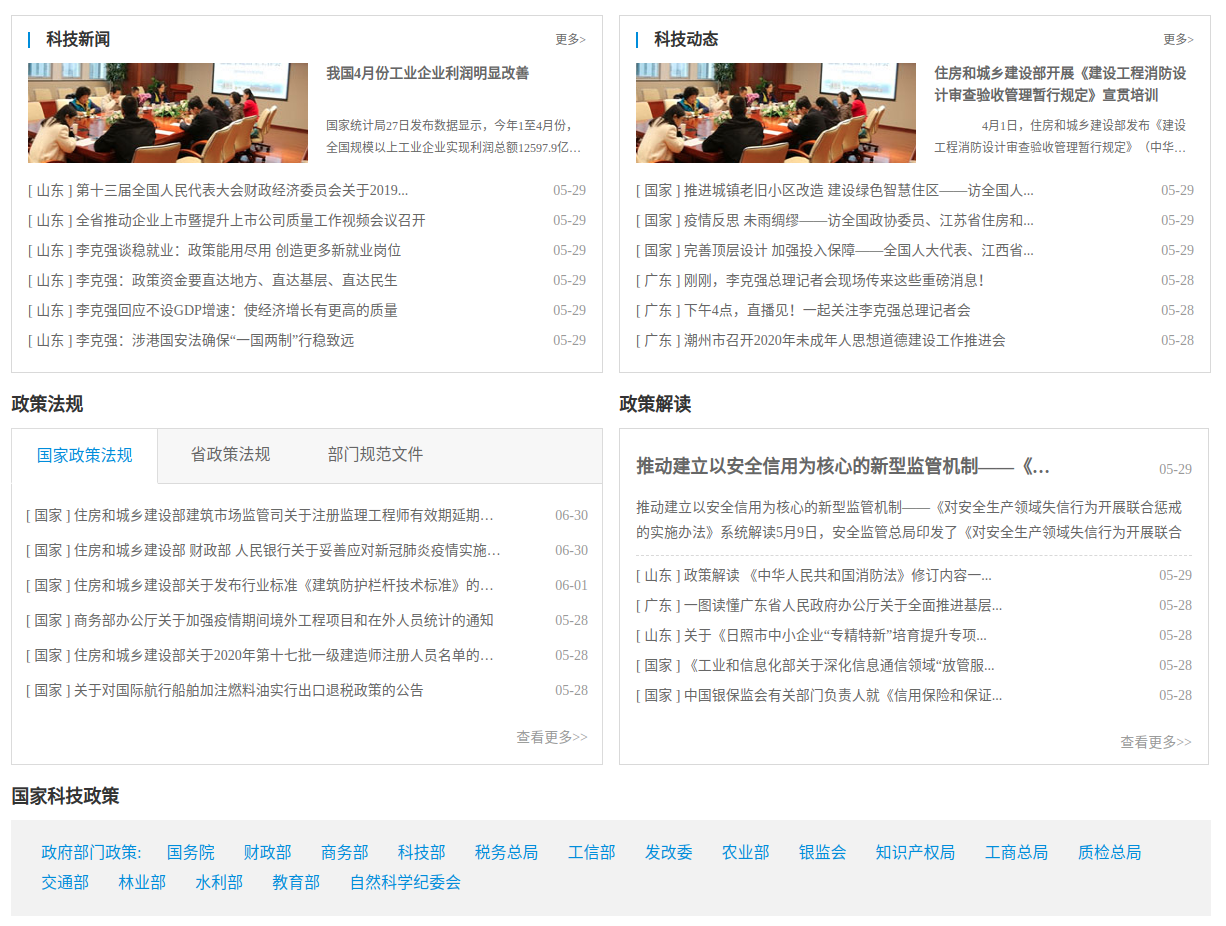 科技新闻 更多>
我国4月份工业企业利润明显改善
国家统计局27日发布数据显示，今年1至4月份，
全国规模以上工业企业实现利润总额12597.9亿…
[ 山东 ] 第十三届全国人民代表大会财政经济委员会关于2019... 05-29
[ 山东 ] 全省推动企业上市暨提升上市公司质量工作视频会议召开 05-29
[ 山东 ] 李克强谈稳就业：政策能用尽用 创造更多新就业岗位 05-29
[ 山东 ] 李克强：政策资金要直达地方、直达基层、直达民生 05-29
[ 山东 ] 李克强回应不设GDP增速：使经济增长有更高的质量 05-29
[ 山东 ] 李克强：涉港国安法确保“一国两制”行稳致远 05-29
科技动态 更多>
住房和城乡建设部开展《建设工程消防设
计审查验收管理暂行规定》宣贯培训
4月1日，住房和城乡建设部发布《建设
工程消防设计审查验收管理暂行规定》（中华…
[ 国家 ] 推进城镇老旧小区改造 建设绿色智慧住区——访全国人... 05-29
[ 国家 ] 疫情反思 未雨绸缪——访全国政协委员、江苏省住房和... 05-29
[ 国家 ] 完善顶层设计 加强投入保障——全国人大代表、江西省... 05-29
[ 广东 ] 刚刚，李克强总理记者会现场传来这些重磅消息！ 05-28
[ 广东 ] 下午4点，直播见！一起关注李克强总理记者会 05-28
[ 广东 ] 潮州市召开2020年未成年人思想道德建设工作推进会 05-28
政策法规
国家政策法规 省政策法规 部门规范文件
[ 国家 ] 住房和城乡建设部建筑市场监管司关于注册监理工程师有效期延期… 06-30
[ 国家 ] 住房和城乡建设部 财政部 人民银行关于妥善应对新冠肺炎疫情实施… 06-30
[ 国家 ] 住房和城乡建设部关于发布行业标准《建筑防护栏杆技术标准》的… 06-01
[ 国家 ] 商务部办公厅关于加强疫情期间境外工程项目和在外人员统计的通知 05-28
[ 国家 ] 住房和城乡建设部关于2020年第十七批一级建造师注册人员名单的… 05-28
[ 国家 ] 关于对国际航行船舶加注燃料油实行出口退税政策的公告 05-28
查看更多>>
政策解读
推动建立以安全信用为核心的新型监管机制——《… 05-29
推动建立以安全信用为核心的新型监管机制——《对安全生产领域失信行为开展联合惩戒
的实施办法》系统解读5月9日，安全监管总局印发了《对安全生产领域失信行为开展联合
[ 山东 ] 政策解读 《中华人民共和国消防法》修订内容一... 05-29
[ 广东 ] 一图读懂广东省人民政府办公厅关于全面推进基层... 05-28
[ 山东 ] 关于《日照市中小企业“专精特新”培育提升专项... 05-28
[ 国家 ] 《工业和信息化部关于深化信息通信领域“放管服... 05-28
[ 国家 ] 中国银保监会有关部门负责人就《信用保险和保证... 05-28
查看更多>>
国家科技政策
政府部门政策: 国务院 财政部 商务部 科技部 税务总局 工信部 发改委 农业部 银监会 知识产权局 工商总局 质检总局
交通部 林业部 水利部 教育部 自然科学纪委会